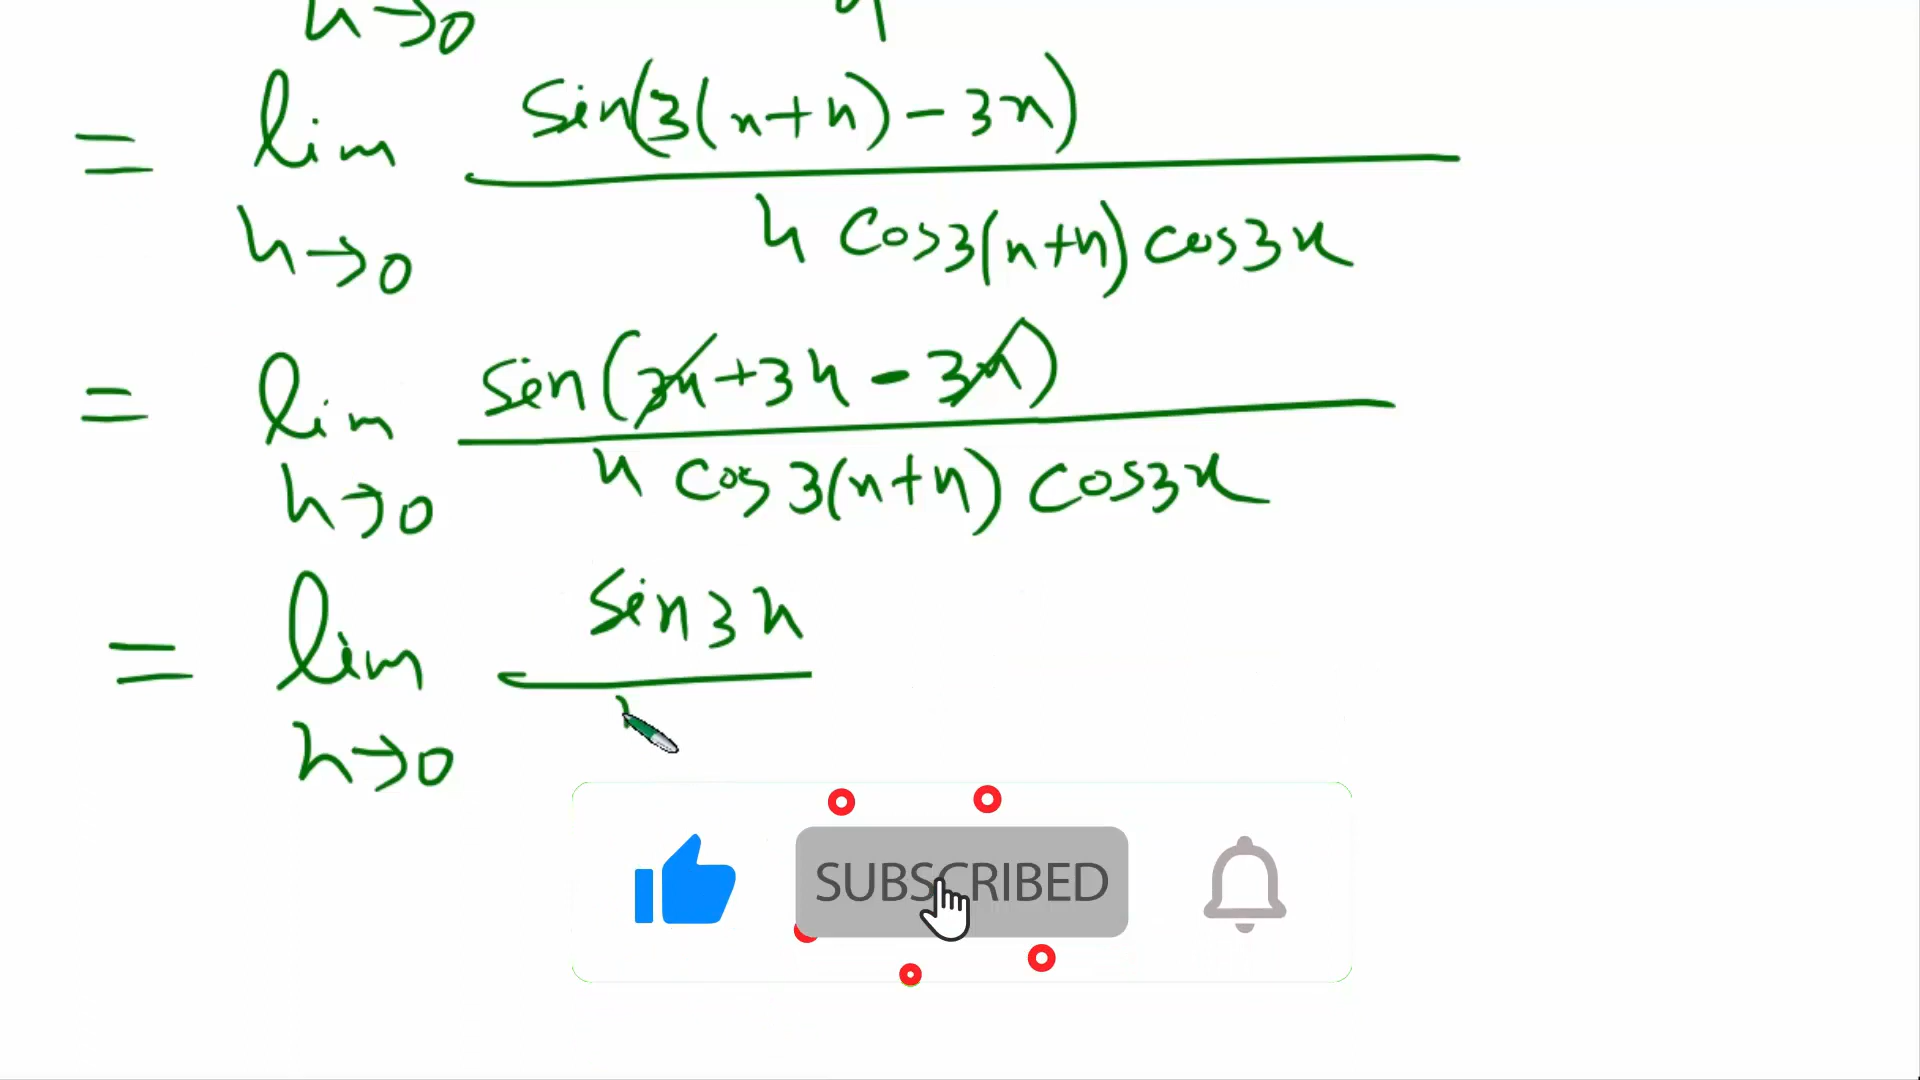 h→0 h
= lim sin(3(x+h)-3x)
h→0 h cos3(x+h) cos3x
= lim sin(3x+3h-3x)
h→0 h cos3(x+h) cos3x
= lim sin3h
h→0
SUBSCRIBED